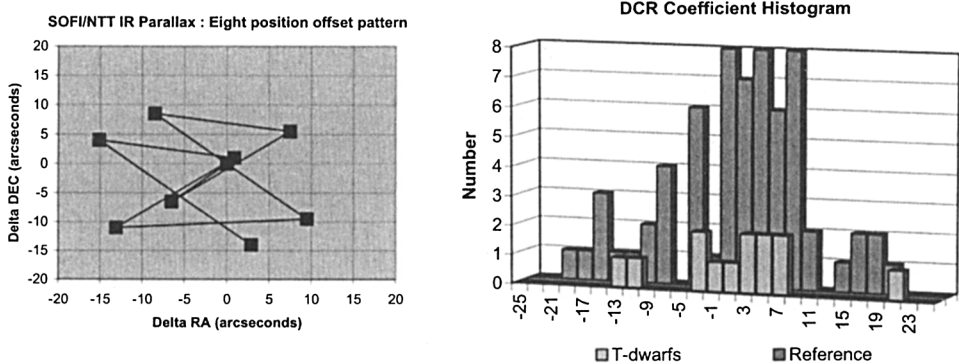 SOFI/NTT IR Parallax : Eight position offset pattern
Delta DEC (arcseconds)
20
15
10
5
0
-5
-10
-15
-20
-20 -15 -10 -5 0 5 10 15 20
Delta RA (arcseconds)
DCR Coefficient Histogram
Number
8
7
6
5
4
3
2
1
0
-25 -21 -17 -13 -9 -5 -1 3 7 11 15 19 23
T-dwarfs Reference